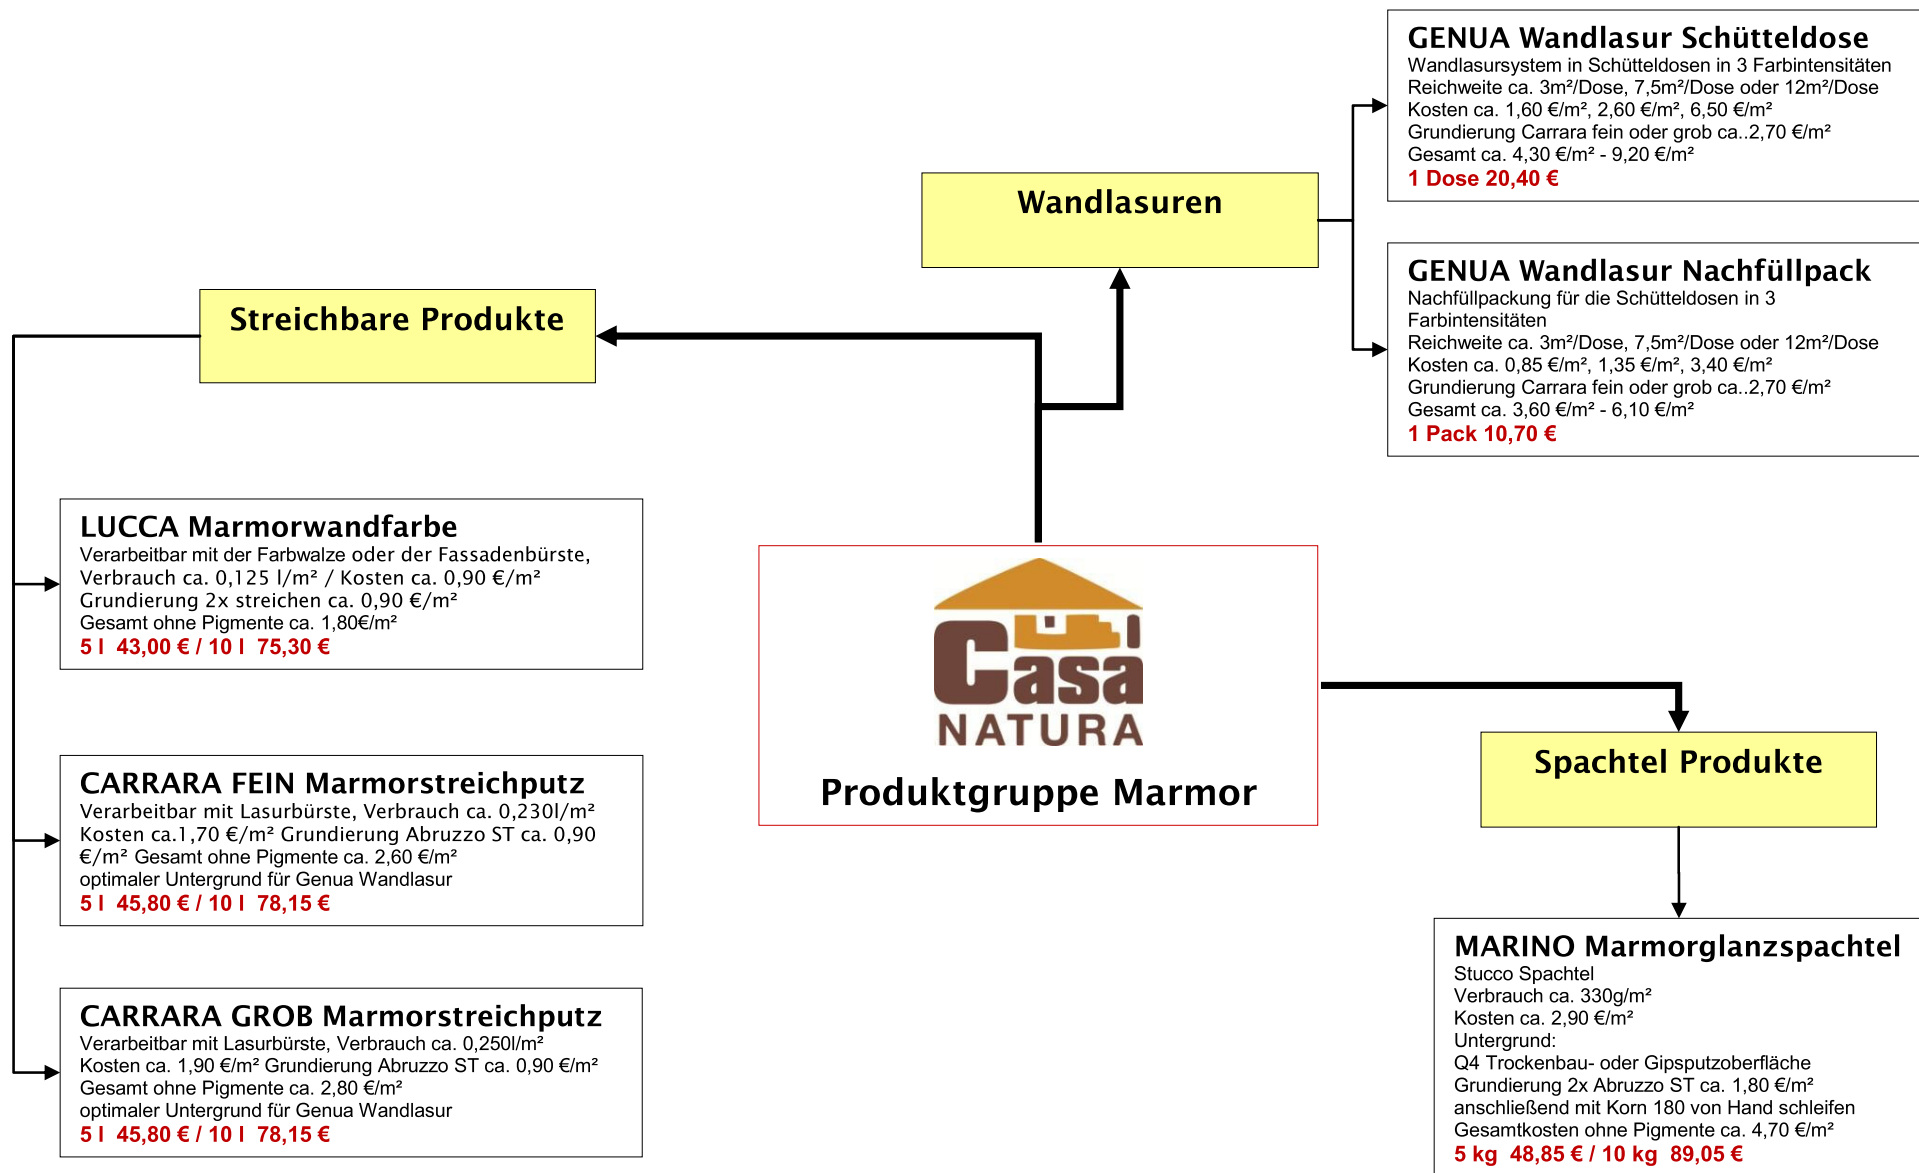 GENUA Wandlasur Schütteldose
Wandlasursystem in Schütteldosen in 3 Farbintensitäten
Reichweite ca. 3m²/Dose, 7,5m²/Dose oder 12m²/Dose
Kosten ca. 1,60 €/m², 2,60 €/m², 6,50 €/m²
Grundierung Carrara fein oder grob ca..2,70 €/m²
Gesamt ca. 4,30 €/m² - 9,20 €/m²
1 Dose 20,40 €
Wandlasuren
GENUA Wandlasur Nachfüllpack
Nachfüllpackung für die Schütteldosen in 3
Farbintensitäten
Reichweite ca. 3m²/Dose, 7,5m²/Dose oder 12m²/Dose
Kosten ca. 0,85 €/m², 1,35 €/m², 3,40 €/m²
Grundierung Carrara fein oder grob ca..2,70 €/m²
Gesamt ca. 3,60 €/m² - 6,10 €/m²
1 Pack 10,70 €
Streichbare Produkte
LUCCA Marmorwandfarbe
Verarbeitbar mit der Farbwalze oder der Fassadenbürste,
Verbrauch ca. 0,125 l/m² / Kosten ca. 0,90 €/m²
Grundierung 2x streichen ca. 0,90 €/m²
Gesamt ohne Pigmente ca. 1,80€/m²
5 l 43,00 € / 10 l 75,30 €
CARRARA FEIN Marmorstreichputz
Verarbeitbar mit Lasurbürste, Verbrauch ca. 0,230l/m²
Kosten ca.1,70 €/m² Grundierung Abruzzo ST ca. 0,90
€/m² Gesamt ohne Pigmente ca. 2,60 €/m²
optimaler Untergrund für Genua Wandlasur
5 l 45,80 € / 10 l 78,15 €
CARRARA GROB Marmorstreichputz
Verarbeitbar mit Lasurbürste, Verbrauch ca. 0,250l/m²
Kosten ca. 1,90 €/m² Grundierung Abruzzo ST ca. 0,90 €/m²
Gesamt ohne Pigmente ca. 2,80 €/m²
optimaler Untergrund für Genua Wandlasur
5 l 45,80 € / 10 l 78,15 €
Casa
NATURA
Produktgruppe Marmor
Spachtel Produkte
MARINO Marmorglanzspachtel
Stucco Spachtel
Verbrauch ca. 330g/m²
Kosten ca. 2,90 €/m²
Untergrund:
Q4 Trockenbau- oder Gipsputzoberfläche
Grundierung 2x Abruzzo ST ca. 1,80 €/m²
anschließend mit Korn 180 von Hand schleifen
Gesamtkosten ohne Pigmente ca. 4,70 €/m²
5 kg 48,85 € / 10 kg 89,05 €